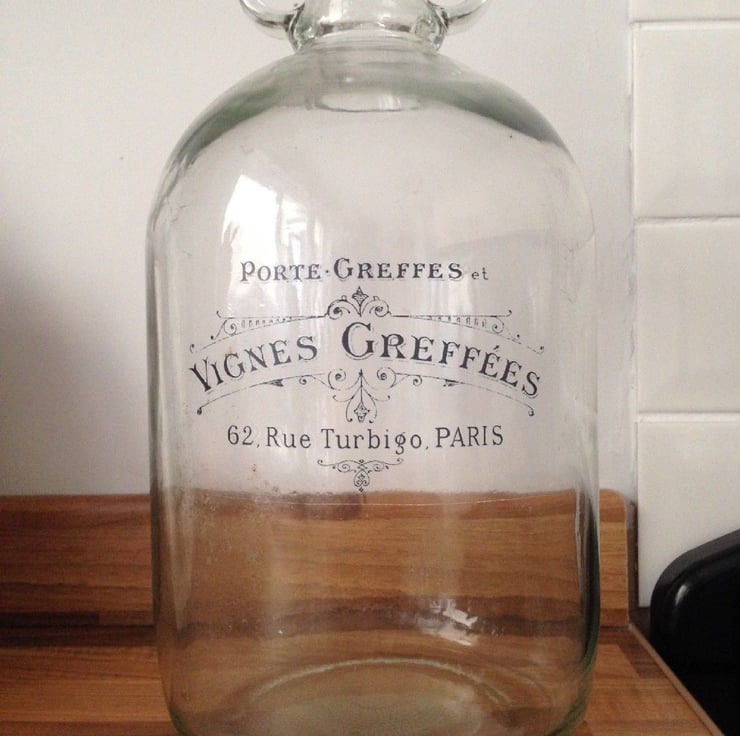 PORTE·GREFFES et
VIGNES GREFFÉES
62, Rue Turbigo, PARIS